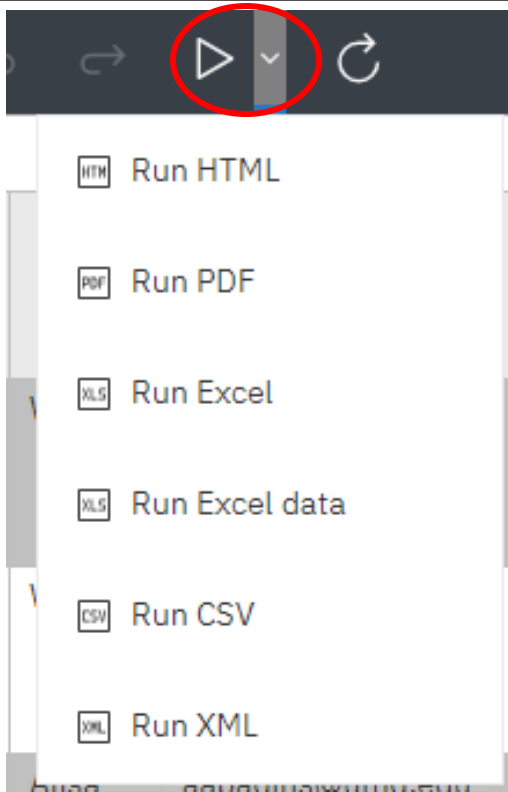 HTM Run HTML
PDF Run PDF
XLS Run Excel
XLS Run Excel data
CSV Run CSV
XML Run XML